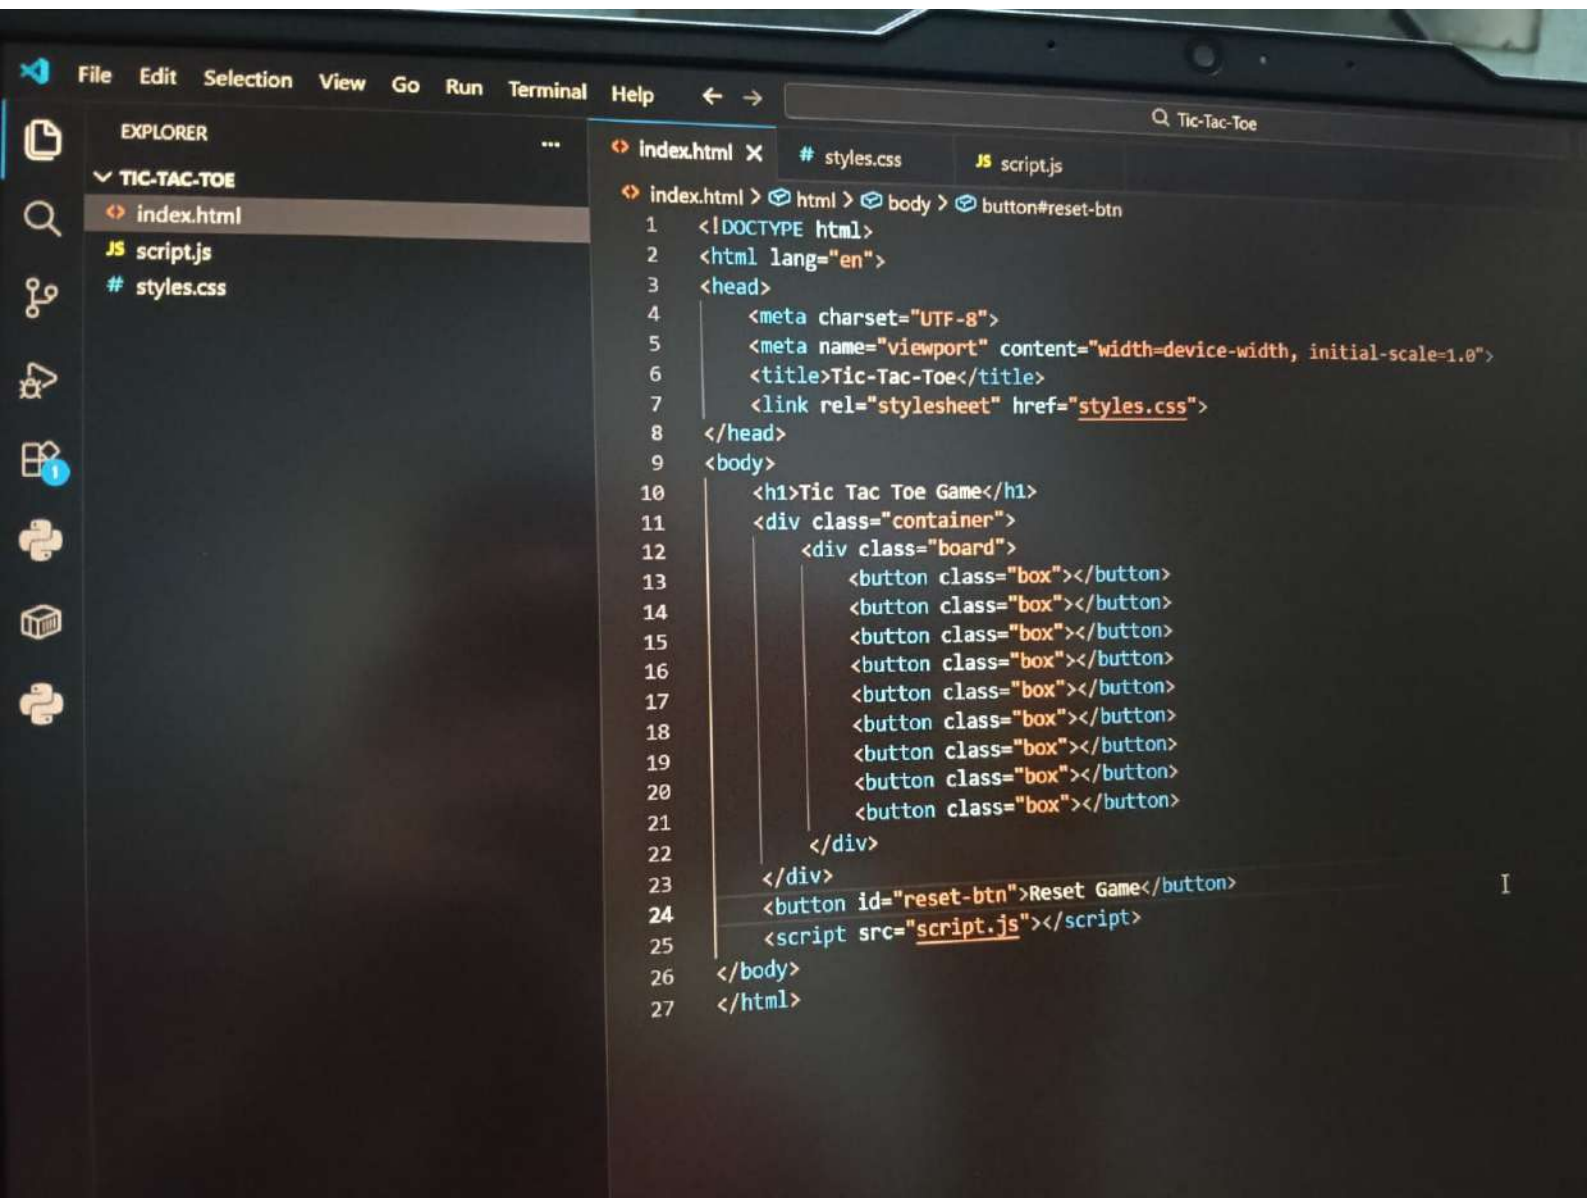 File Edit Selection View Go Run Terminal Help
Tic-Tac-Toe
EXPLORER
TIC-TAC-TOE
index.html
script.js
styles.css
1
index.html
styles.css
script.js
index.html > html > body > button#reset-btn
1 <!DOCTYPE html>
2 <html lang="en">
3 <head>
4 <meta charset="UTF-8">
5 <meta name="viewport" content="width=device-width, initial-scale=1.0">
6 <title>Tic-Tac-Toe</title>
7 <link rel="stylesheet" href="styles.css">
8 </head>
9 <body>
10 <h1>Tic Tac Toe Game</h1>
11 <div class="container">
12 <div class="board">
13 <button class="box"></button>
14 <button class="box"></button>
15 <button class="box"></button>
16 <button class="box"></button>
17 <button class="box"></button>
18 <button class="box"></button>
19 <button class="box"></button>
20 <button class="box"></button>
21 <button class="box"></button>
22 </div>
23 </div>
24 <button id="reset-btn">Reset Game</button>
25 <script src="script.js"></script>
26 </body>
27 </html>